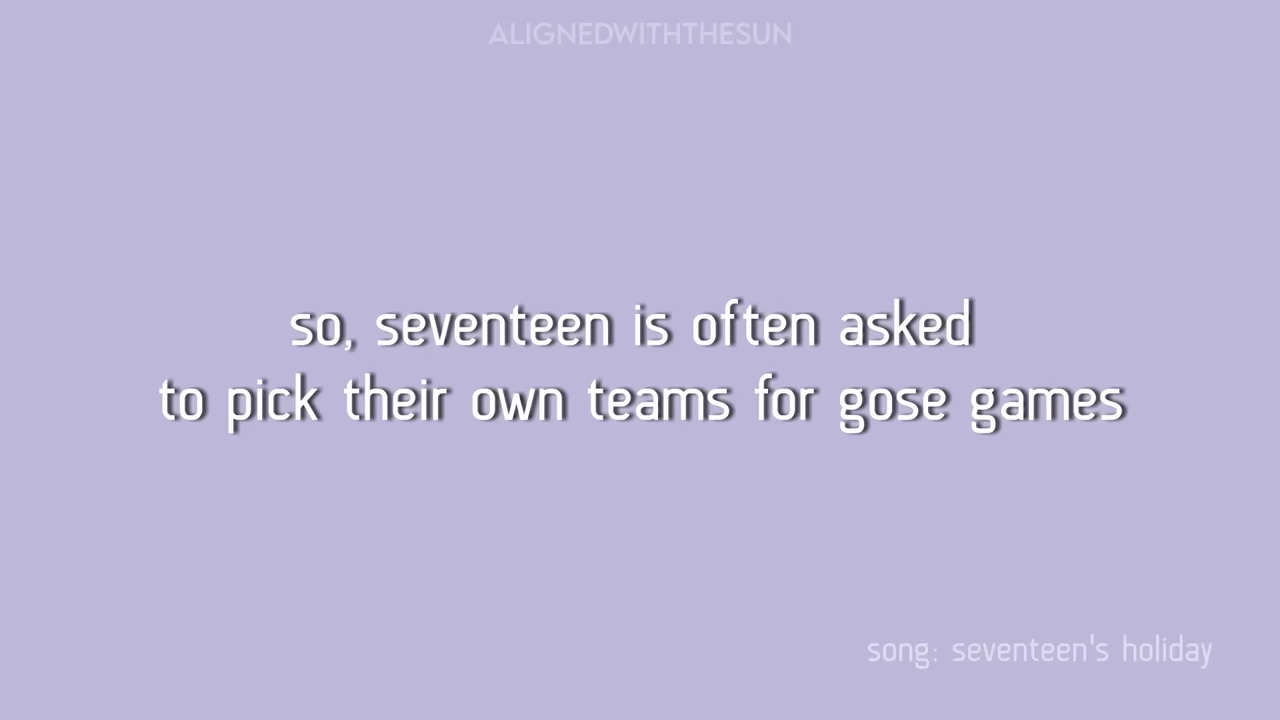 ALIGNEDWITHTHESUN
so, seventeen is often asked
to pick their own teams for gose games
song: seventeen's holiday